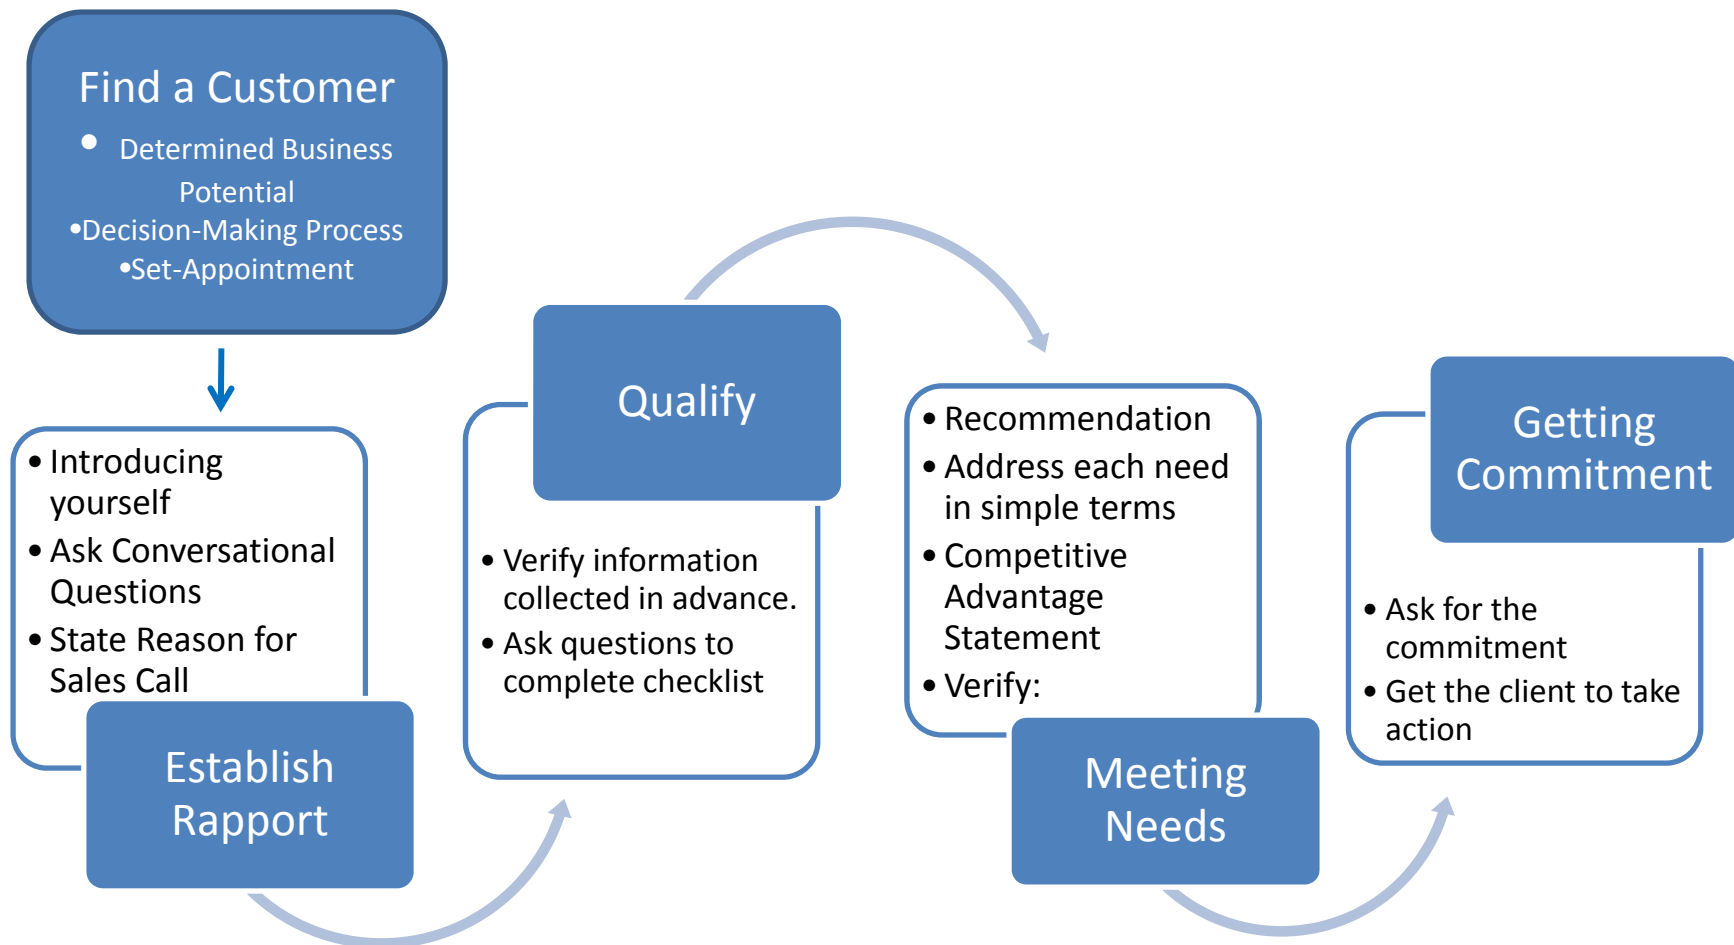 Find a Customer
• Determined Business
Potential
•Decision-Making Process
•Set-Appointment
• Introducing
yourself
• Ask Conversational
Questions
• State Reason for
Sales Call
Establish
Rapport
Qualify
• Verify information
collected in advance.
• Ask questions to
complete checklist
• Recommendation
• Address each need
in simple terms
• Competitive
Advantage
Statement
• Verify:
Meeting
Needs
Getting
Commitment
• Ask for the
commitment
• Get the client to take
action